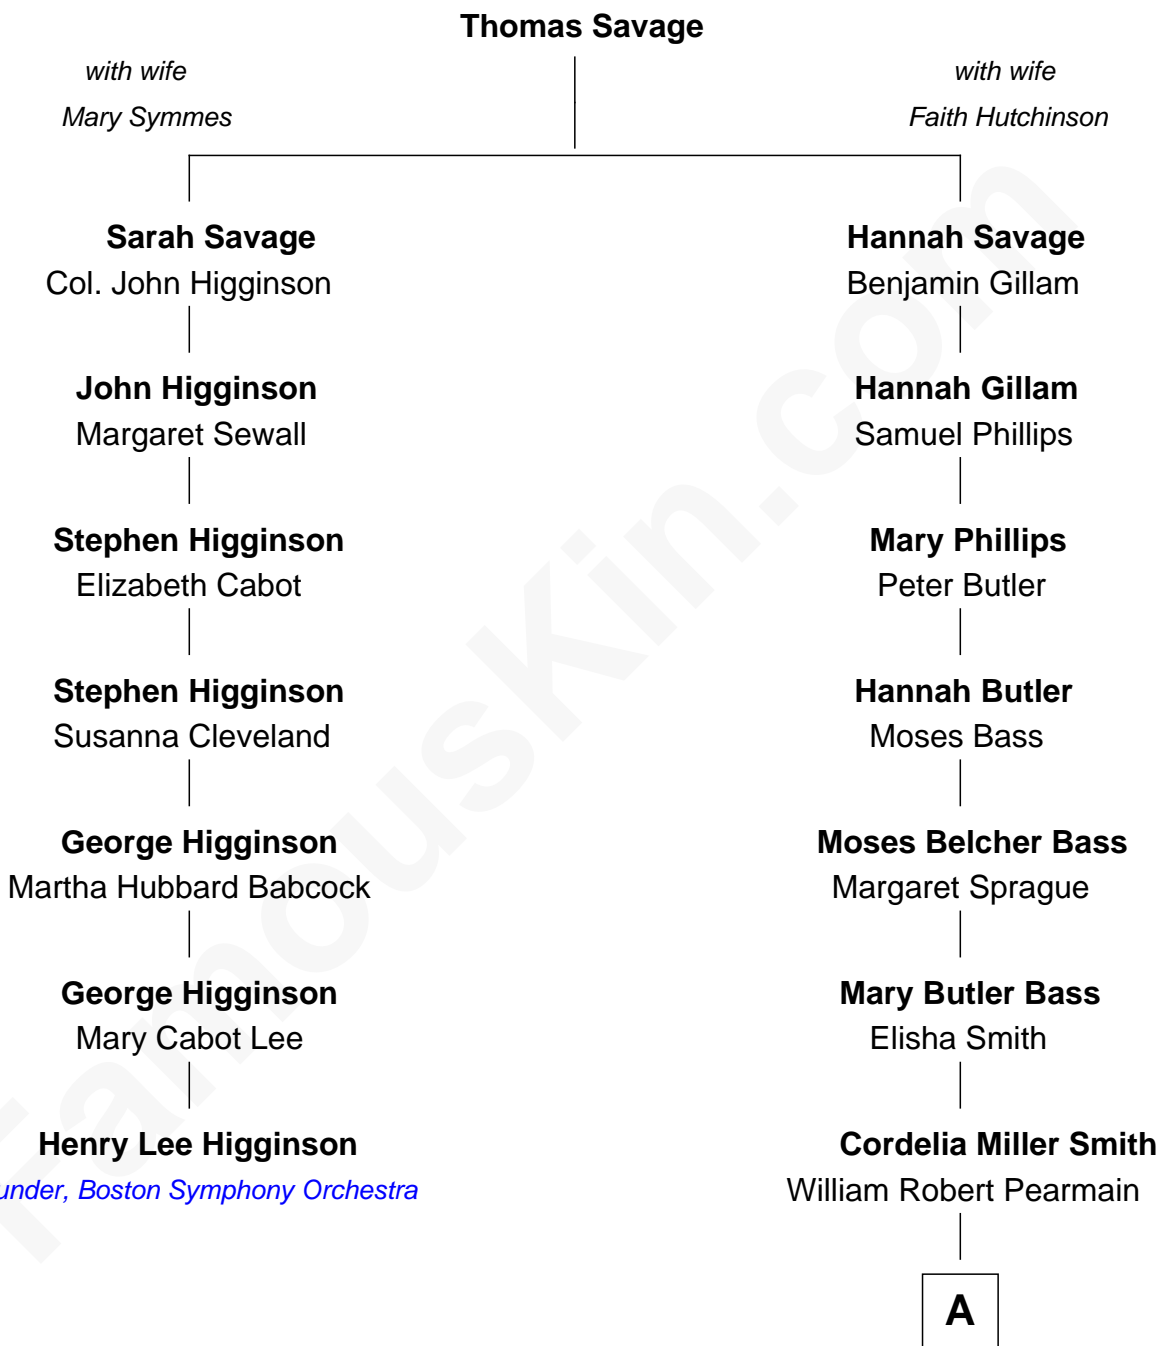 Thomas Savage
with wife
Mary Symmes
with wife
Faith Hutchinson
Sarah Savage
Col. John Higginson
Hannah Savage
Benjamin Gillam
John Higginson
Margaret Sewall
Hannah Gillam
Samuel Phillips
Stephen Higginson
Elizabeth Cabot
Mary Phillips
Peter Butler
Stephen Higginson
Susanna Cleveland
Hannah Butler
Moses Bass
George Higginson
Martha Hubbard Babcock
Moses Belcher Bass
Margaret Sprague
George Higginson
Mary Cabot Lee
Mary Butler Bass
Elisha Smith
Henry Lee Higginson
under, Boston Symphony Orchestra
Cordelia Miller Smith
William Robert Pearmain
A
FamousKin.com